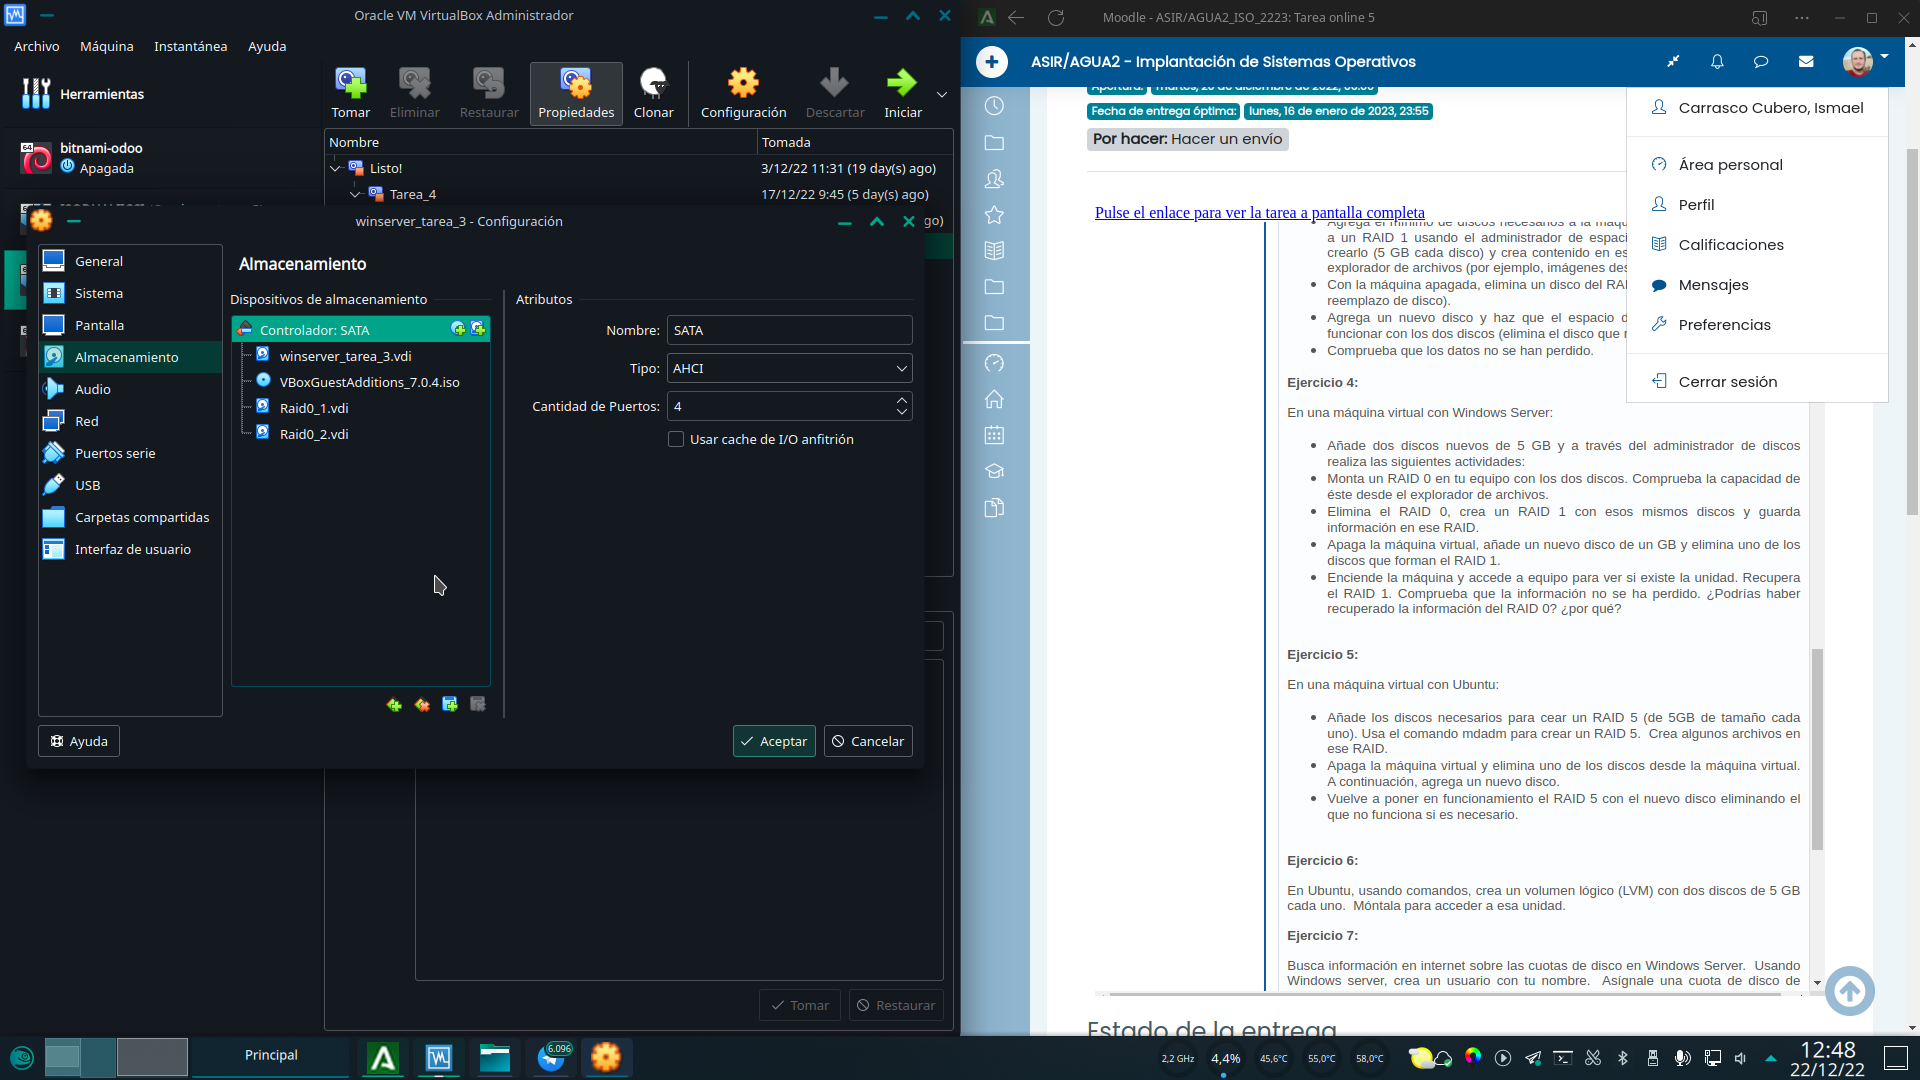 Oracle VM VirtualBox Administrador
Archivo Máquina Instantánea Ayuda
Herramientas
Tomar Eliminar Restaurar Propiedades Clonar Configuración Descartar Iniciar
Nombre Tomada
64 bitnami-odoo
Apagada
Listo! 3/12/22 11:31 (19 day(s) ago)
Tarea_4 17/12/22 9:45 (5 day(s) ago)
winserver_tarea_3 - Configuración
ago)
General
Sistema
Pantalla
Almacenamiento
Audio
Red
Puertos serie
USB
Carpetas compartidas
Interfaz de usuario
Almacenamiento
Dispositivos de almacenamiento
Controlador: SATA
winserver_tarea_3.vdi
VBoxGuestAdditions_7.0.4.iso
Raid0_1.vdi
Raid0_2.vdi
Atributos
Nombre: SATA
Tipo: AHCI
Cantidad de Puertos: 4
Usar cache de I/O anfitrión
Ayuda
Aceptar Cancelar
Tomar Restaurar
Moodle - ASIR/AGUA2_ISO_2223: Tarea online 5
ASIR/AGUA2 - Implantación de Sistemas Operativos
Fecha de entrega óptima: lunes, 16 de enero de 2023, 23:55
Por hacer: Hacer un envío
Carrasco Cubero, Ismael
Área personal
Perfil
Calificaciones
Mensajes
Preferencias
Cerrar sesión
Pulse el enlace para ver la tarea a pantalla completa
Agrega el mínimo de discos necesarios a la
a un RAID 1 usando el administrador de
crearlo (5 GB cada disco) y crea contenido en
explorador de archivos (por ejemplo, imágenes
Con la máquina apagada, elimina un disco del
reemplazo de disco).
Agrega un nuevo disco y haz que el espacio
funcionar con los dos discos (elimina el disco que
Comprueba que los datos no se han perdido.
Ejercicio 4:
En una máquina virtual con Windows Server:
Añade dos discos nuevos de 5 GB y a través del administrador de discos
realiza las siguientes actividades:
Monta un RAID 0 en tu equipo con los dos discos. Comprueba la capacidad de
éste desde el explorador de archivos.
Elimina el RAID 0, crea un RAID 1 con esos mismos discos y guarda
información en ese RAID.
Apaga la máquina virtual, añade un nuevo disco de un GB y elimina uno de los
discos que forman el RAID 1.
Enciende la máquina y accede a equipo para ver si existe la unidad. Recupera
el RAID 1. Comprueba que la información no se ha perdido. ¿Podrías haber
recuperado la información del RAID 0? ¿por qué?
Ejercicio 5:
En una máquina virtual con Ubuntu:
Añade los discos necesarios para cear un RAID 5 (de 5GB de tamaño cada
uno). Usa el comando mdadm para crear un RAID 5. Crea algunos archivos en
ese RAID.
Apaga la máquina virtual y elimina uno de los discos desde la máquina virtual.
A continuación, agrega un nuevo disco.
Vuelve a poner en funcionamiento el RAID 5 con el nuevo disco eliminando el
que no funciona si es necesario.
Ejercicio 6:
En Ubuntu, usando comandos, crea un volumen lógico (LVM) con dos discos de 5 GB
cada uno. Móntala para acceder a esa unidad.
Ejercicio 7:
Busca información en internet sobre las cuotas de disco en Windows Server. Usando
Windows server, crea un usuario con tu nombre. Asígnale una cuota de disco de
Estado de la entrega
Principal
6.096
2,2 GHz 4,4% 45,6°C 55,0°C 58,0°C
12:48
22/12/22